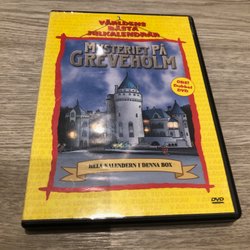 VÄRLDENS
BÄSTA
JULKALENDRAR
MYSTERIET PÅ
GREVEHOLM
OBS!
Dubbel
DVD
HELA KALENDERN I DENNA BOX
DVD